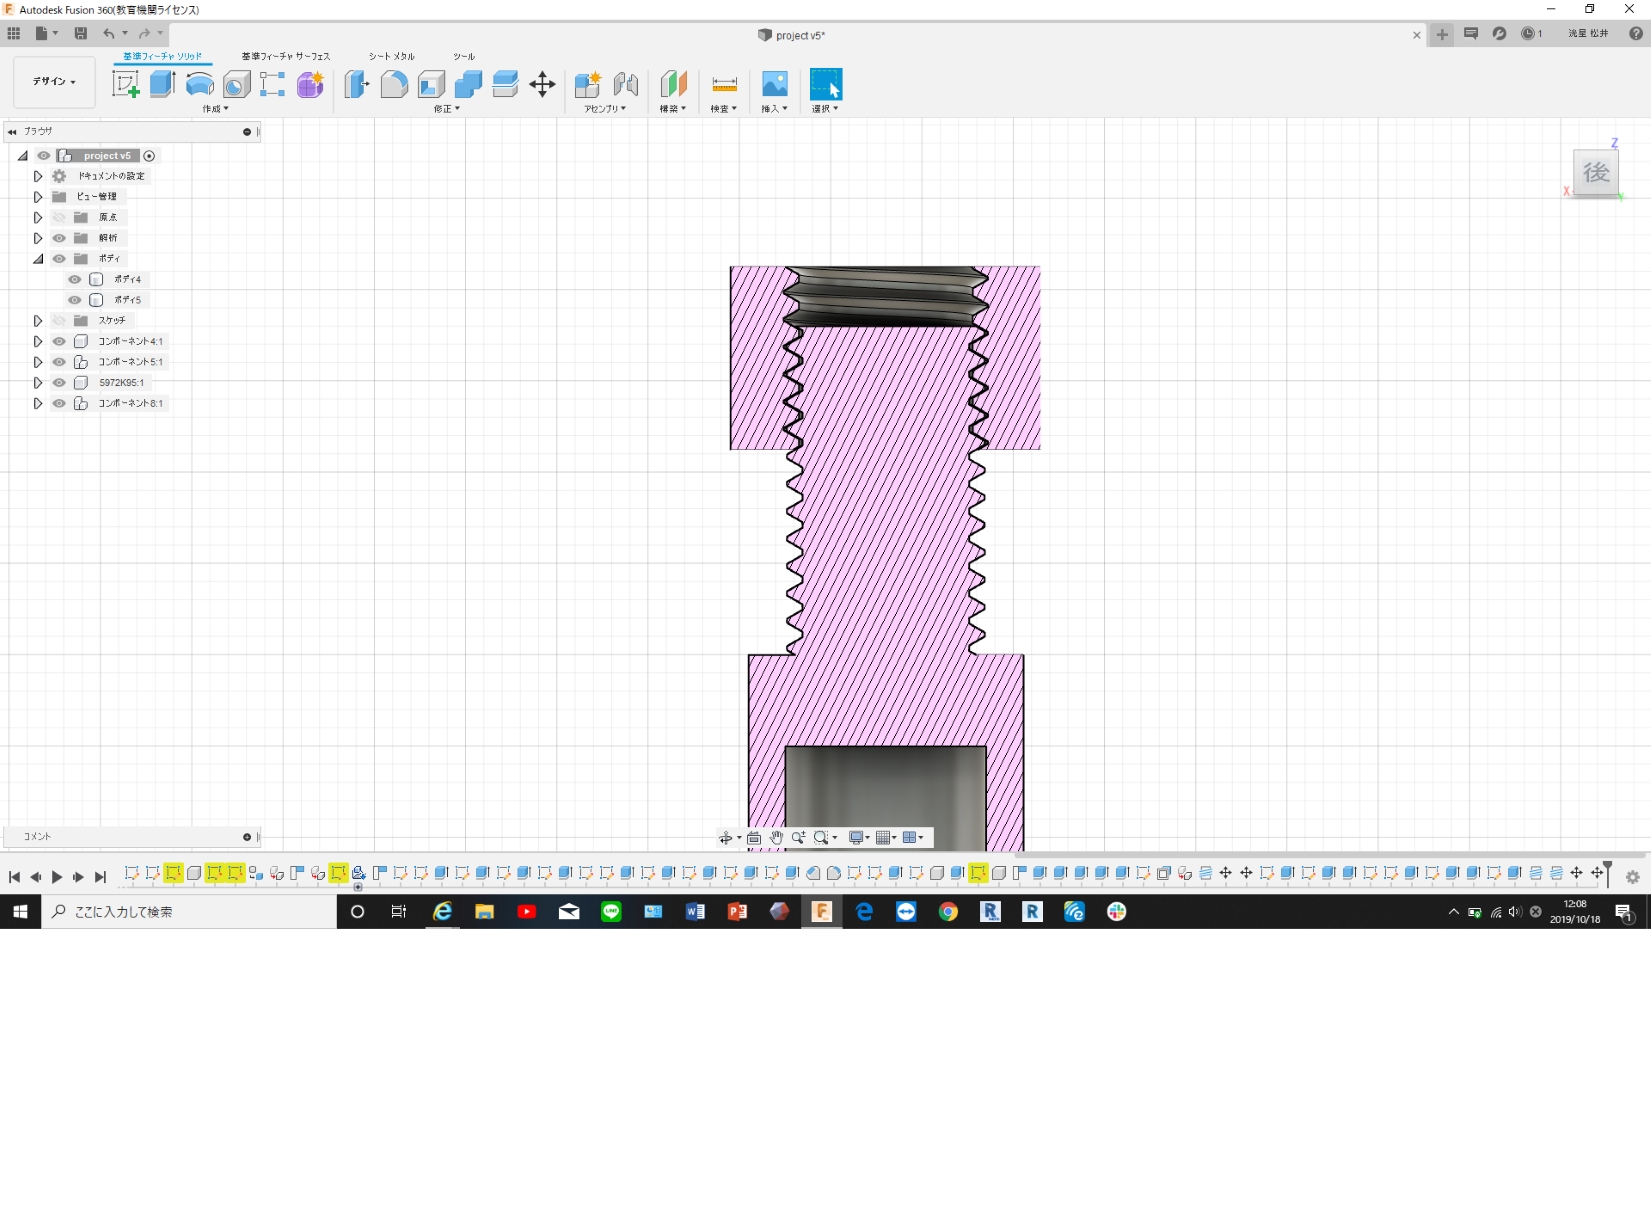 Autodesk Fusion 360(教育機関ライセンス)
project v5*
1
洸星 松井
デザイン
基準フィーチャ ソリッド
基準フィーチャ サーフェス
シート メタル
ツール
作成
修正
アセンブリ
構築
検査
挿入
選択
ブラウザ
project v5
ドキュメントの設定
ビュー管理
原点
解析
ボディ
ボディ4
ボディ5
スケッチ
コンポーネント4:1
コンポーネント5:1
5972K95:1
コンポーネント8:1
Z
後
X
Y
コメント
ここに入力して検索
12:08
2019/10/18
1